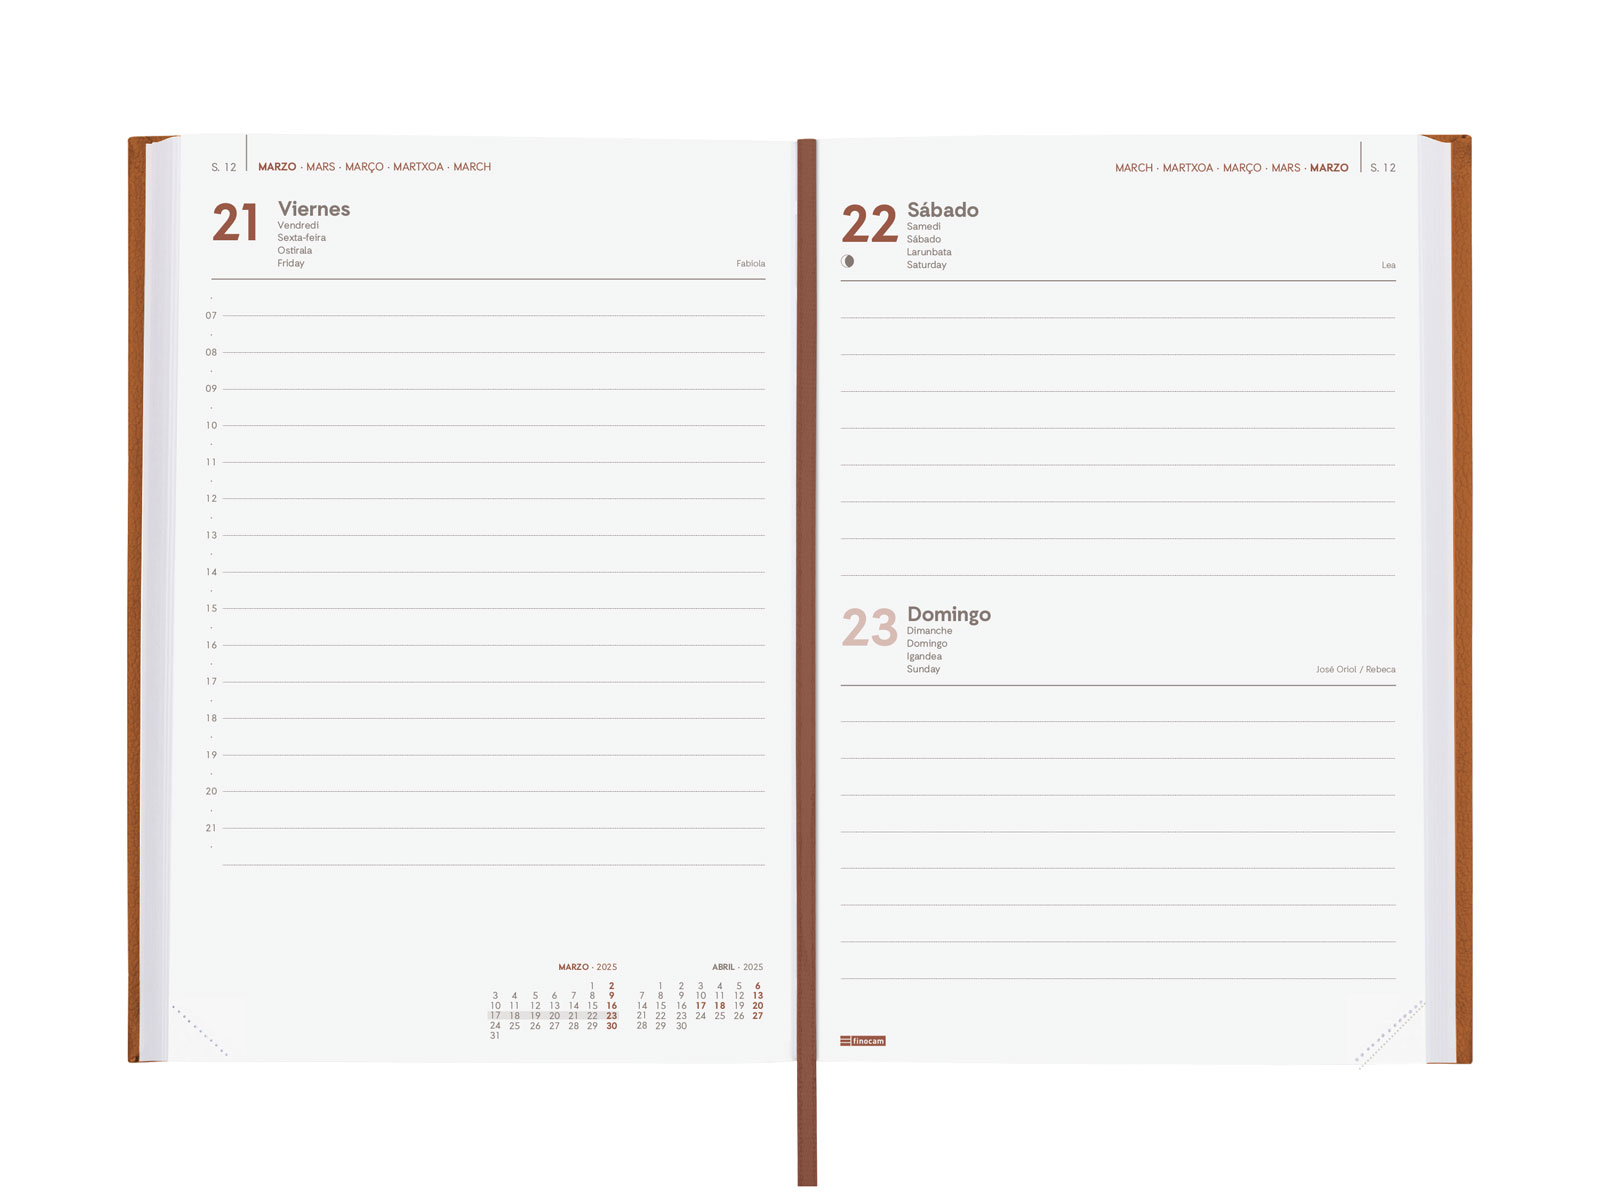 S. 12 MARZO · MARS · MARÇO · MARTXOA · MARCH
21 Viernes
Vendredi
Sexta-feira
Ostirala
Friday
Fabiola
07
08
09
10
11
12
13
14
15
16
17
18
19
20
21
MARZO · 2025
1 2
3 4 5 6 7 8 9
10 11 12 13 14 15 16
17 18 19 20 21 22 23
24 25 26 27 28 29 30
31
ABRIL · 2025
1 2 3 4 5 6
7 8 9 10 11 12 13
14 15 16 17 18 19 20
21 22 23 24 25 26 27
28 29 30
MARCH · MARTXOA · MARÇO · MARS · MARZO S. 12
22 Sábado
Samedi
Sábado
Larunbata
Saturday
Lea
23 Domingo
Dimanche
Domingo
Igandea
Sunday
José Oriol / Rebeca
finocam